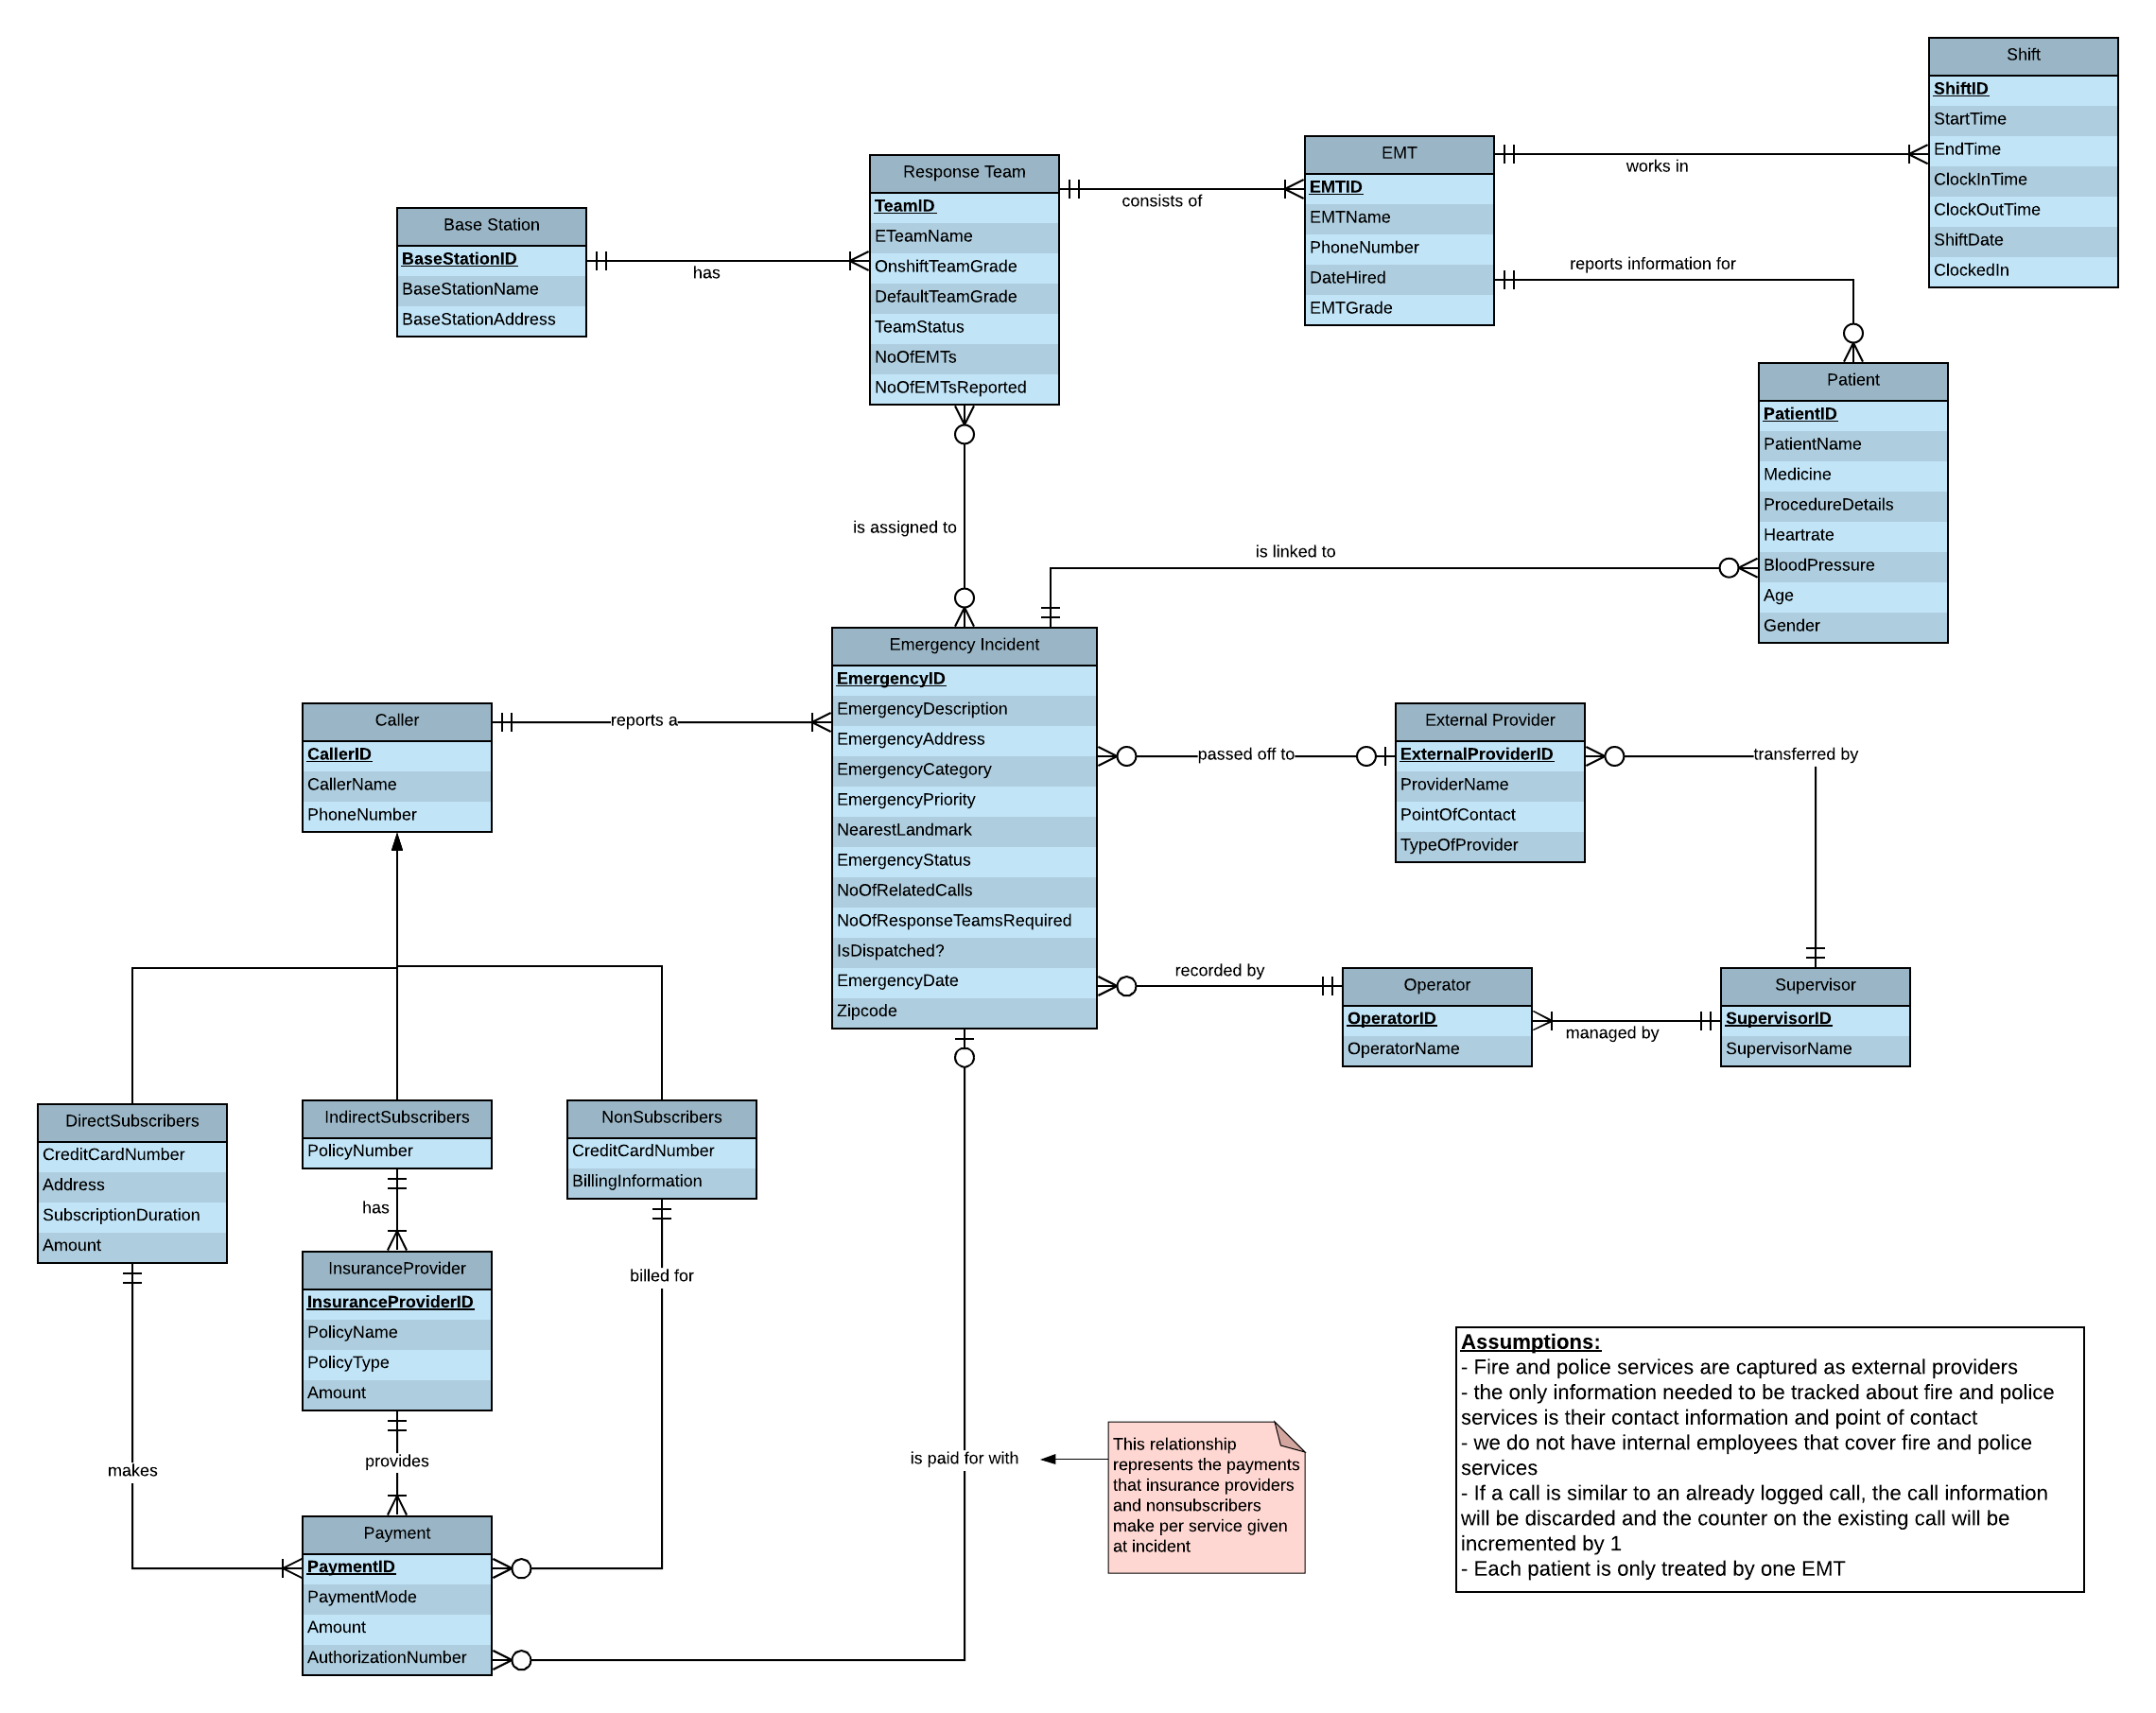 Shift
ShiftID
StartTime
EndTime
ClockInTime
ClockOutTime
ShiftDate
ClockedIn
EMT
EMTID
EMTName
PhoneNumber
DateHired
EMTGrade
works in
reports information for
Response Team
TeamID
ETeamName
OnshiftTeamGrade
DefaultTeamGrade
TeamStatus
NoOfEMTs
NoOfEMTsReported
consists of
Base Station
BaseStationID
BaseStationName
BaseStationAddress
has
Patient
PatientID
PatientName
Medicine
ProcedureDetails
Heartrate
BloodPressure
Age
Gender
is assigned to
is linked to
Emergency Incident
EmergencyID
EmergencyDescription
EmergencyAddress
EmergencyCategory
EmergencyPriority
NearestLandmark
EmergencyStatus
NoOfRelatedCalls
NoOfResponseTeamsRequired
IsDispatched?
EmergencyDate
Zipcode
Caller
CallerID
CallerName
PhoneNumber
reports a
passed off to
External Provider
ExternalProviderID
ProviderName
PointOfContact
TypeOfProvider
transferred by
recorded by
Operator
OperatorID
OperatorName
managed by
Supervisor
SupervisorID
SupervisorName
DirectSubscribers
CreditCardNumber
Address
SubscriptionDuration
Amount
IndirectSubscribers
PolicyNumber
has
NonSubscribers
CreditCardNumber
BillingInformation
billed for
InsuranceProvider
InsuranceProviderID
PolicyName
PolicyType
Amount
provides
makes
Payment
PaymentID
PaymentMode
Amount
AuthorizationNumber
is paid for with
This relationship
represents the payments
that insurance providers
and nonsubscribers
make per service given
at incident
Assumptions:
- Fire and police services are captured as external providers
- the only information needed to be tracked about fire and police
services is their contact information and point of contact
- we do not have internal employees that cover fire and police
services
- If a call is similar to an already logged call, the call information
will be discarded and the counter on the existing call will be
incremented by 1
- Each patient is only treated by one EMT